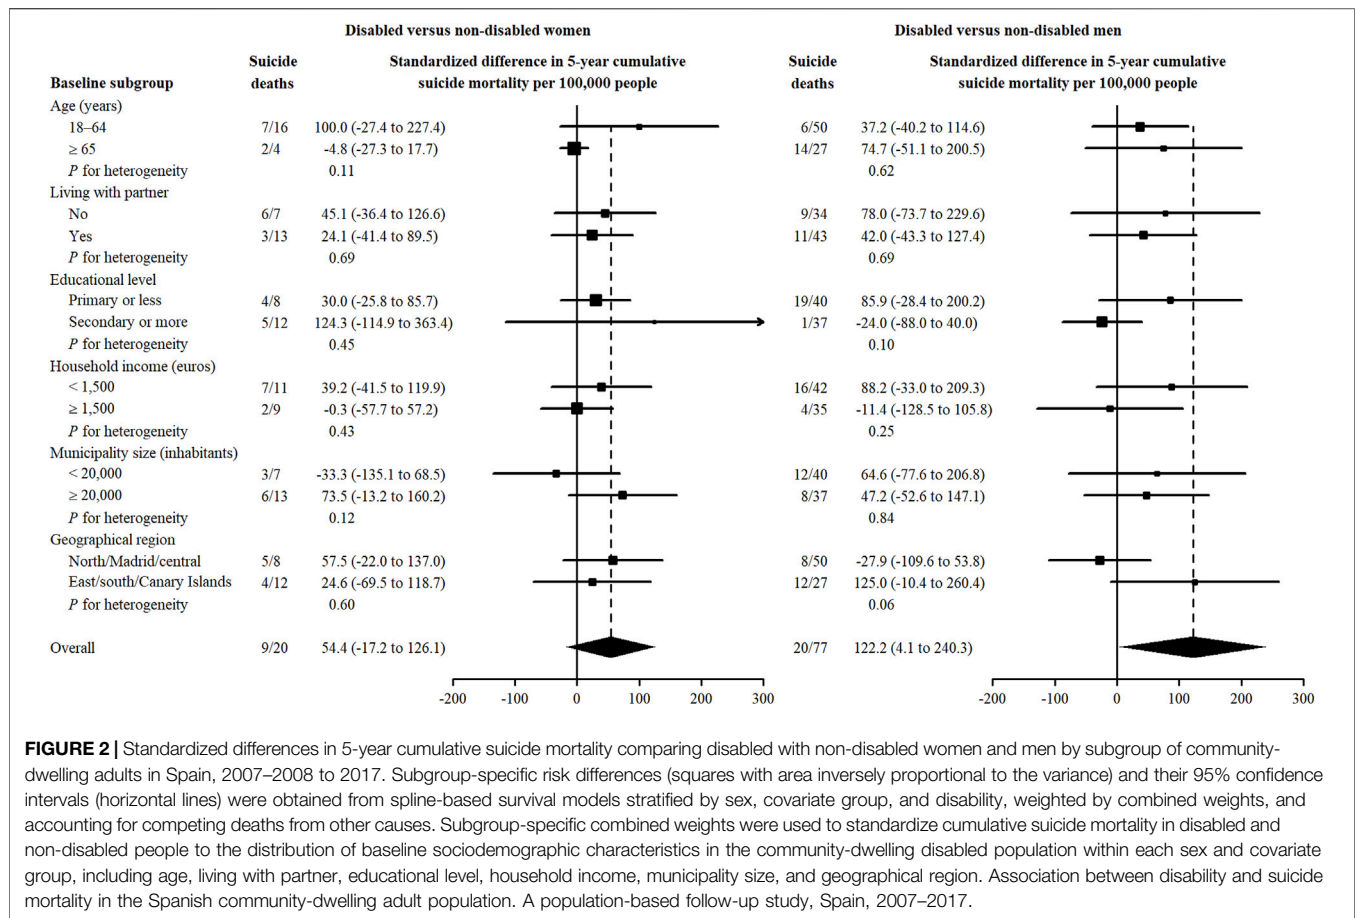 Disabled versus non-disabled women Disabled versus non-disabled men
Suicide Standardized difference in 5-year cumulative Suicide Standardized difference in 5-year cumulative
Baseline subgroup deaths suicide mortality per 100,000 people deaths suicide mortality per 100,000 people
Age (years)
18–64 7/16 100.0 (-27.4 to 227.4) 6/50 37.2 (-40.2 to 114.6)
≥ 65 2/4 -4.8 (-27.3 to 17.7) 14/27 74.7 (-51.1 to 200.5)
P for heterogeneity 0.11 0.62
Living with partner
No 6/7 45.1 (-36.4 to 126.6) 9/34 78.0 (-73.7 to 229.6)
Yes 3/13 24.1 (-41.4 to 89.5) 11/43 42.0 (-43.3 to 127.4)
P for heterogeneity 0.69 0.69
Educational level
Primary or less 4/8 30.0 (-25.8 to 85.7) 19/40 85.9 (-28.4 to 200.2)
Secondary or more 5/12 124.3 (-114.9 to 363.4) 1/37 -24.0 (-88.0 to 40.0)
P for heterogeneity 0.45 0.10
Household income (euros)
< 1,500 7/11 39.2 (-41.5 to 119.9) 16/42 88.2 (-33.0 to 209.3)
≥ 1,500 2/9 -0.3 (-57.7 to 57.2) 4/35 -11.4 (-128.5 to 105.8)
P for heterogeneity 0.43 0.25
Municipality size (inhabitants)
< 20,000 3/7 -33.3 (-135.1 to 68.5) 12/40 64.6 (-77.6 to 206.8)
≥ 20,000 6/13 73.5 (-13.2 to 160.2) 8/37 47.2 (-52.6 to 147.1)
P for heterogeneity 0.12 0.84
Geographical region
North/Madrid/central 5/8 57.5 (-22.0 to 137.0) 8/50 -27.9 (-109.6 to 53.8)
East/south/Canary Islands 4/12 24.6 (-69.5 to 118.7) 12/27 125.0 (-10.4 to 260.4)
P for heterogeneity 0.60 0.06
Overall 9/20 54.4 (-17.2 to 126.1) 20/77 122.2 (4.1 to 240.3)
-200 -100 0 100 200 300 -200 -100 0 100 200 300
FIGURE 2 | Standardized differences in 5-year cumulative suicide mortality comparing disabled with non-disabled women and men by subgroup of community-
dwelling adults in Spain, 2007–2008 to 2017. Subgroup-specific risk differences (squares with area inversely proportional to the variance) and their 95% confidence
intervals (horizontal lines) were obtained from spline-based survival models stratified by sex, covariate group, and disability, weighted by combined weights, and
accounting for competing deaths from other causes. Subgroup-specific combined weights were used to standardize cumulative suicide mortality in disabled and
non-disabled people to the distribution of baseline sociodemographic characteristics in the community-dwelling disabled population within each sex and covariate
group, including age, living with partner, educational level, household income, municipality size, and geographical region. Association between disability and suicide
mortality in the Spanish community-dwelling adult population. A population-based follow-up study, Spain, 2007–2017.